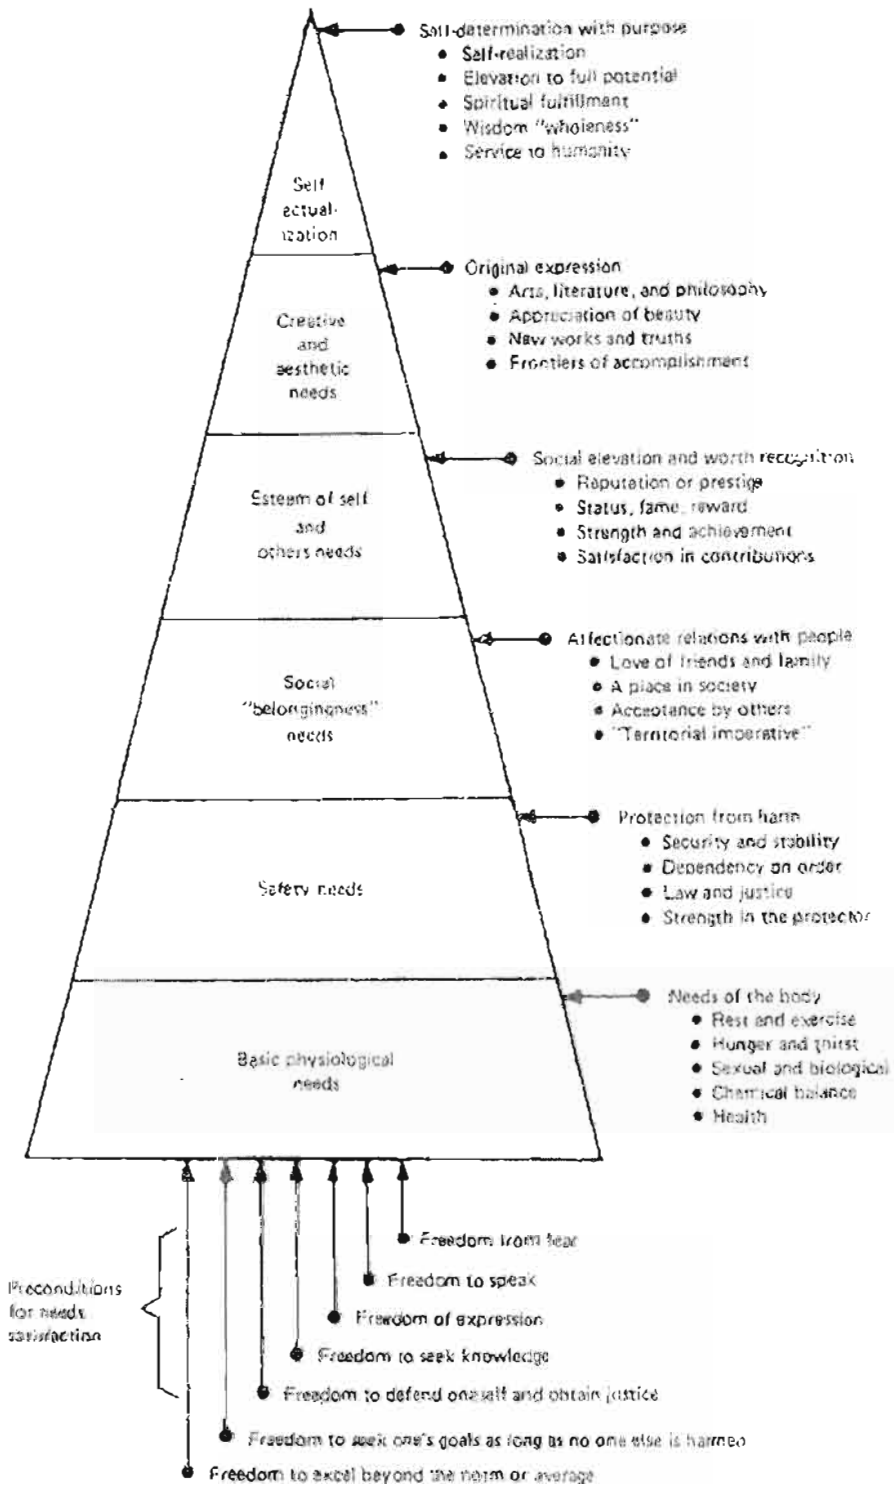 Self-determination with purpose
• Self-realization
• Elevation to full potential
• Spiritual fulfillment
• Wisdom "wholeness"
• Service to humanity
Self
actual-
ization
Original expression
• Arts, literature, and philosophy
• Appreciation of beauty
• New works and truths
• Frontiers of accomplishment
Creative
and
aesthetic
needs
Social elevation and worth recognition
• Reputation or prestige
• Status, fame, reward
• Strength and achievement
• Satisfaction in contributions
Esteem of self
and
others needs
Affectionate relations with people
• Love of friends and family
• A place in society
• Acceptance by others
• "Territorial imperative"
Social
"belongingness"
needs
Protection from harm
• Security and stability
• Dependency on order
• Law and justice
• Strength in the protector
Safety needs
Needs of the body
• Rest and exercise
• Hunger and thirst
• Sexual and biological
• Chemical balance
• Health
Basic physiological
needs
Preconditions
for needs
satisfaction
Freedom from fear
Freedom to speak
Freedom of expression
Freedom to seek knowledge
Freedom to defend oneself and obtain justice
Freedom to seek one's goals as long as no one else is harmed
Freedom to excel beyond the norm or average